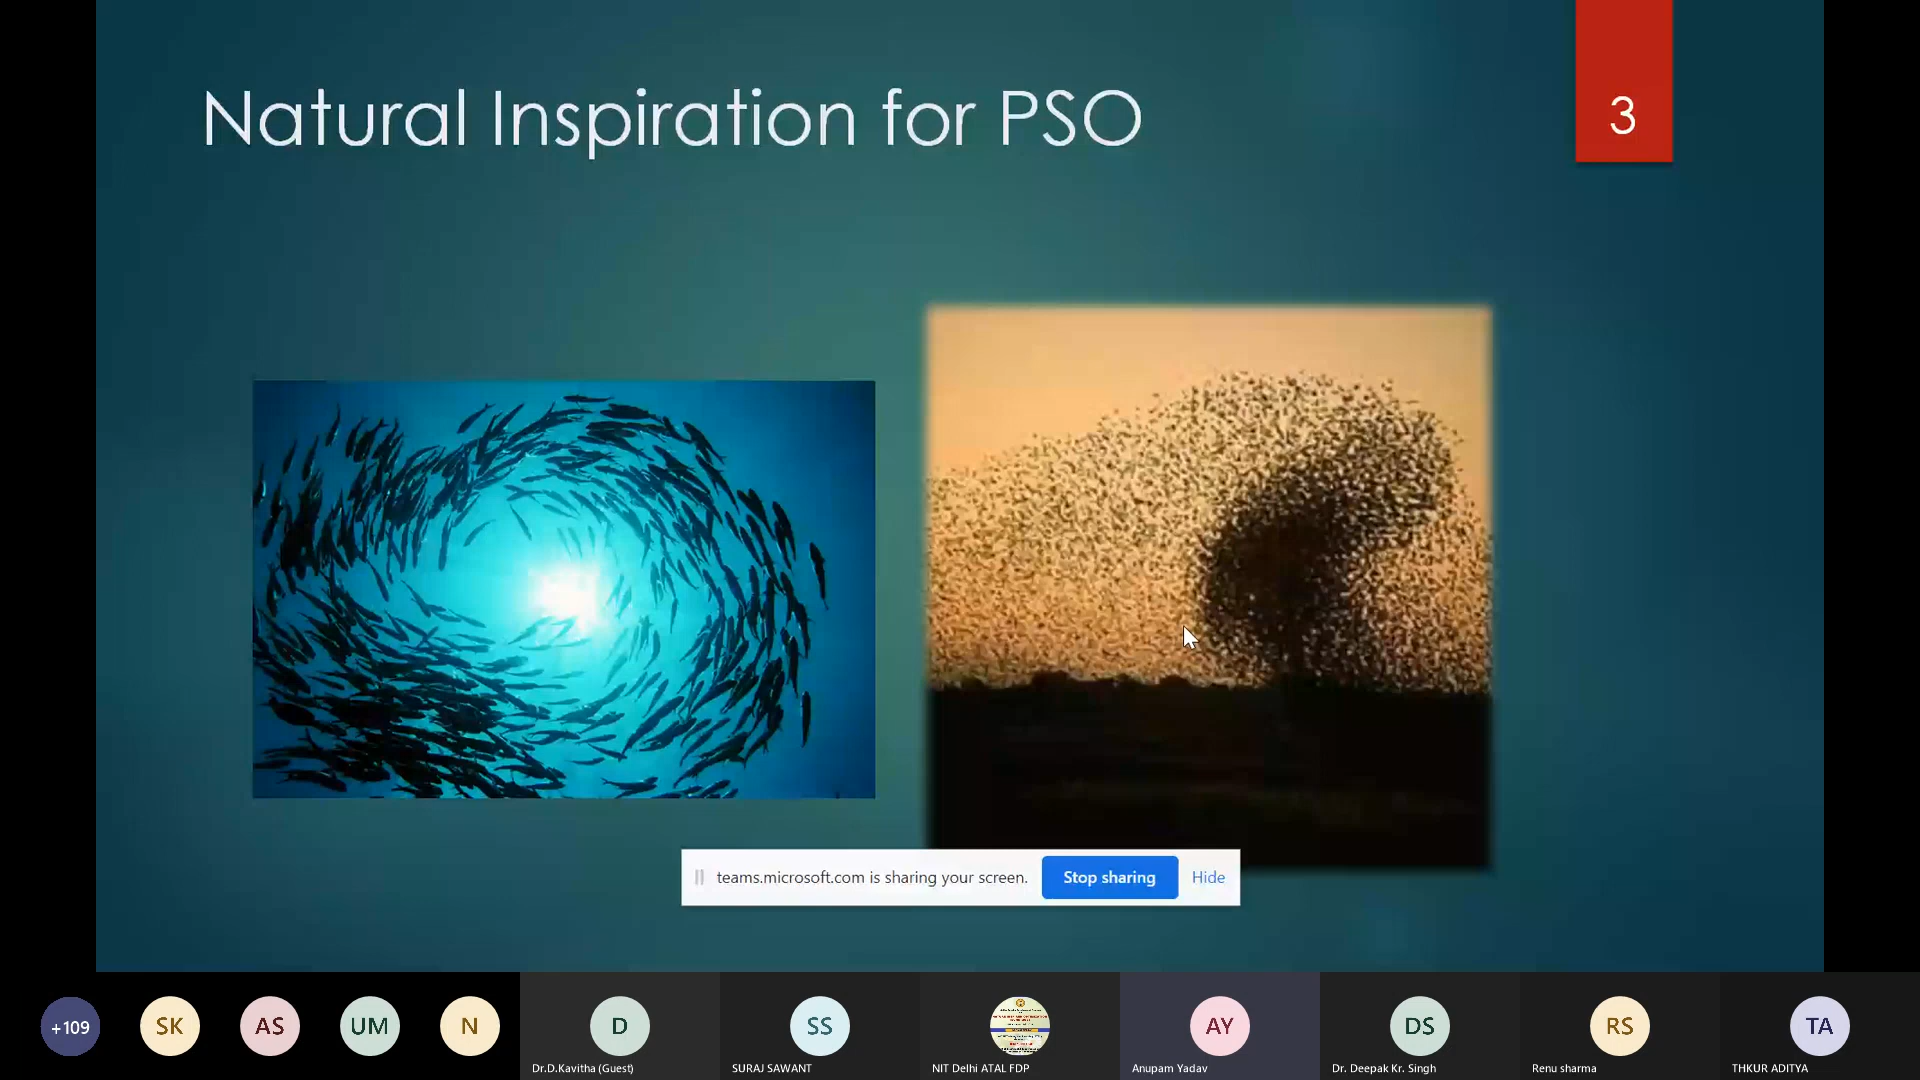 Natural Inspiration for PSO
3
teams.microsoft.com is sharing your screen.
Stop sharing
Hide
+109
SK
AS
UM
N
D
SS
AY
DS
RS
TA
Dr.D.Kavitha (Guest)
SURAJ SAWANT
NIT Delhi ATAL FDP
Anupam Yadav
Dr. Deepak Kr. Singh
Renu sharma
THKUR ADITYA